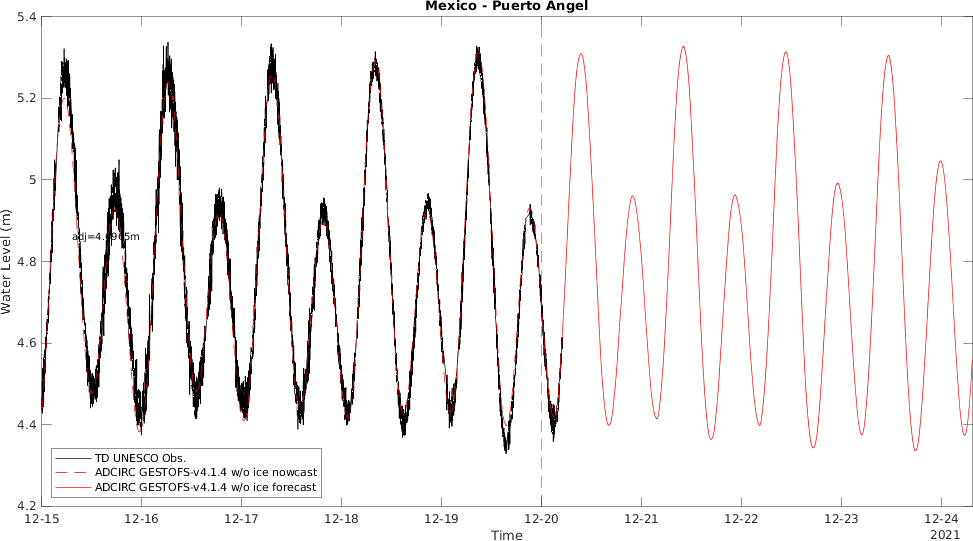 Mexico - Puerto Angel
5.4
5.2
5
4.8
4.6
4.4
4.2
Water Level (m)
TD UNESCO Obs.
ADCIRC GESTOFS-v4.1.4 w/o ice nowcast
ADCIRC GESTOFS-v4.1.4 w/o ice forecast
12-15 12-16 12-17 12-18 12-19 12-20 12-21 12-22 12-23 12-24
Time
2021